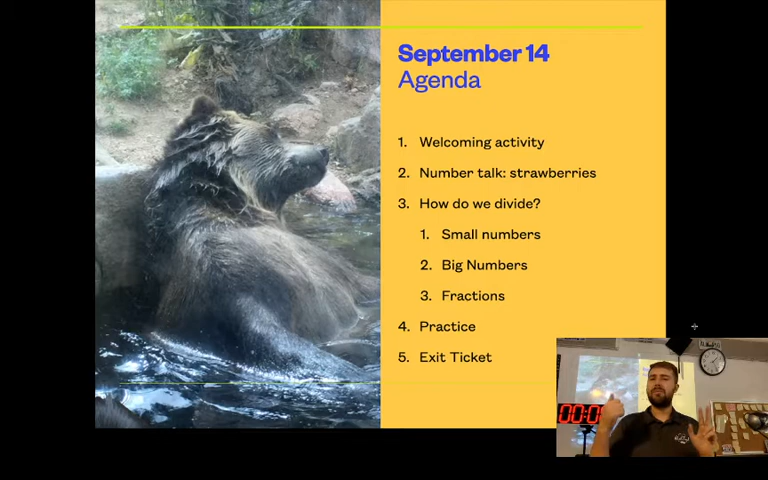 September 14
Agenda
1. Welcoming activity
2. Number talk: strawberries
3. How do we divide?
1. Small numbers
2. Big Numbers
3. Fractions
4. Practice
5. Exit Ticket